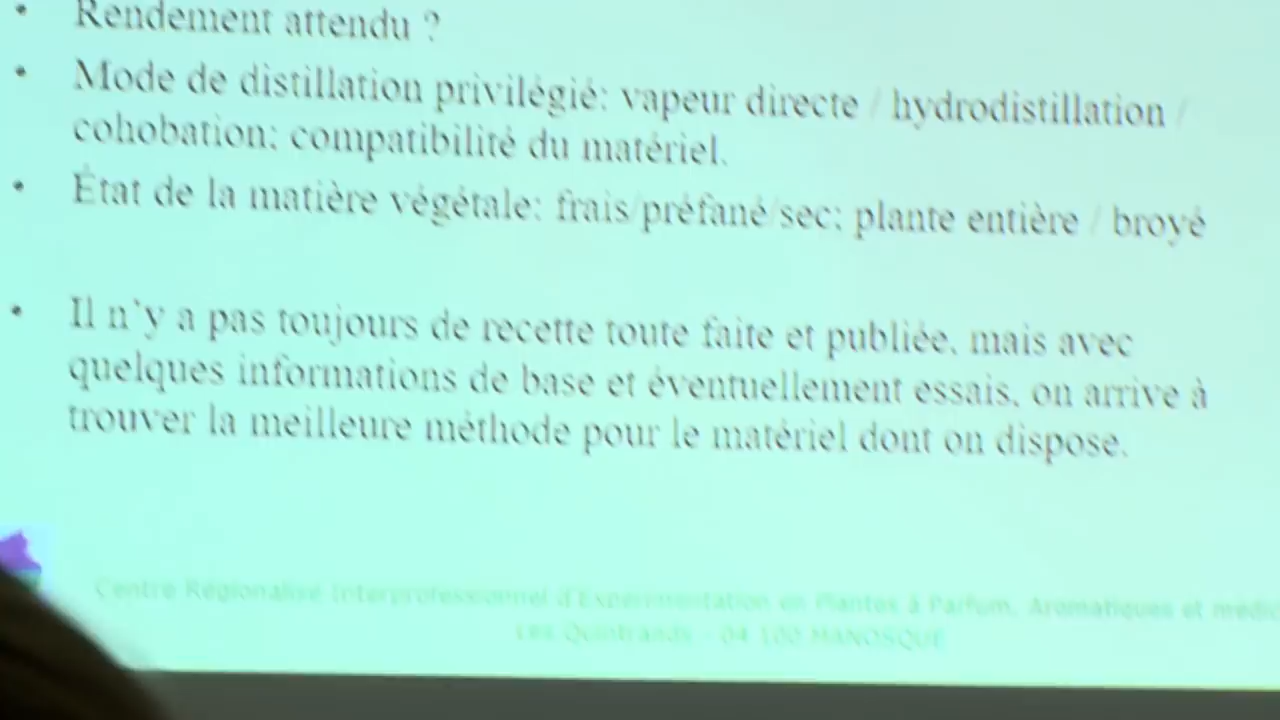 • Rendement attendu ?
• Mode de distillation privilégié: vapeur directe / hydrodistillation /
cohobation; compatibilité du matériel.
• État de la matière végétale: frais/préfané/sec; plante entière / broyé
• Il n'y a pas toujours de recette toute faite et publiée, mais avec
quelques informations de base et éventuellement essais, on arrive à
trouver la meilleure méthode pour le matériel dont on dispose.
Centre Régionalisé Interprofessionnel d'Expérimentation en Plantes à Parfum, Aromatiques et médic
Les Quintrands - 04 100 MANOSQUE